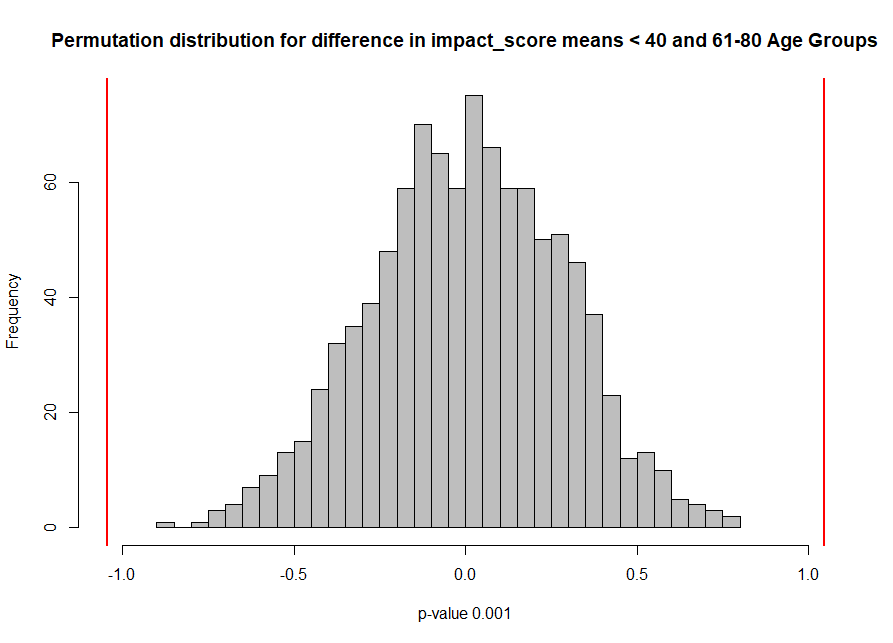 Permutation distribution for difference in impact_score means < 40 and 61-80 Age Groups
Frequency
60
40
20
0
-1.0 -0.5 0.0 0.5 1.0
p-value 0.001